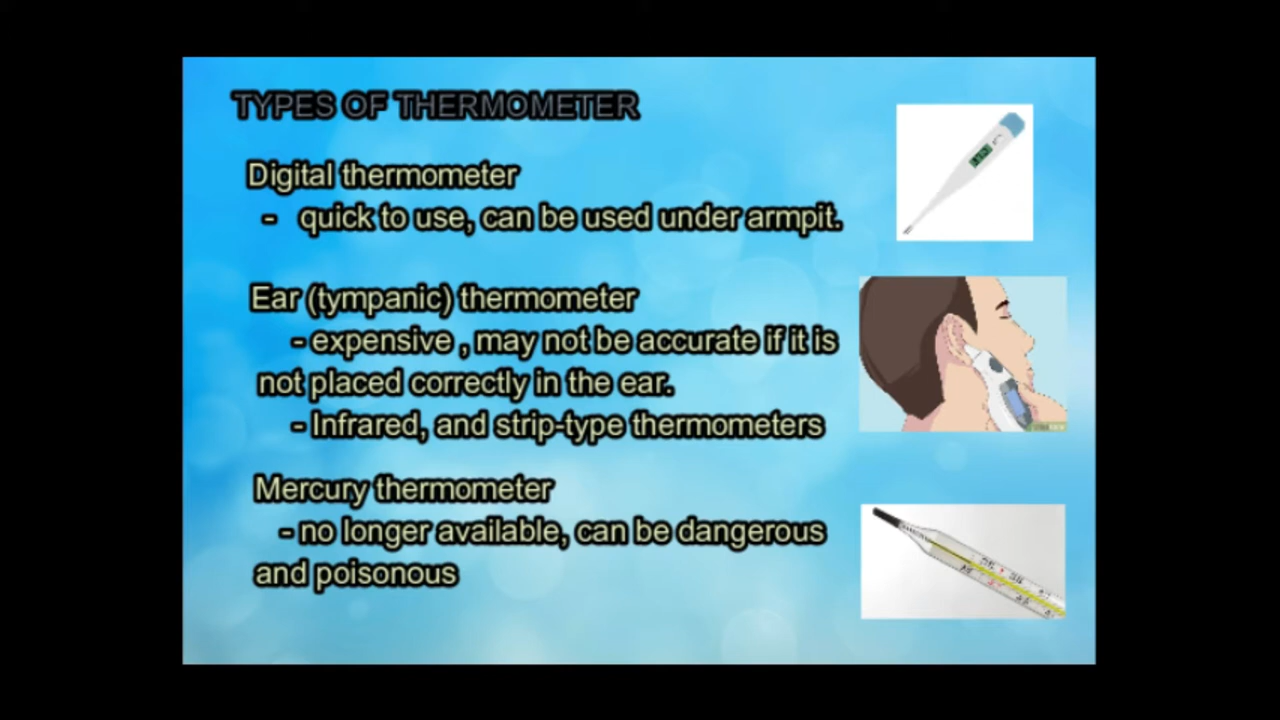 TYPES OF THERMOMETER
Digital thermometer
- quick to use, can be used under armpit.
Ear (tympanic) thermometer
- expensive , may not be accurate if it is
not placed correctly in the ear.
- Infrared, and strip-type thermometers
Mercury thermometer
- no longer available, can be dangerous
and poisonous